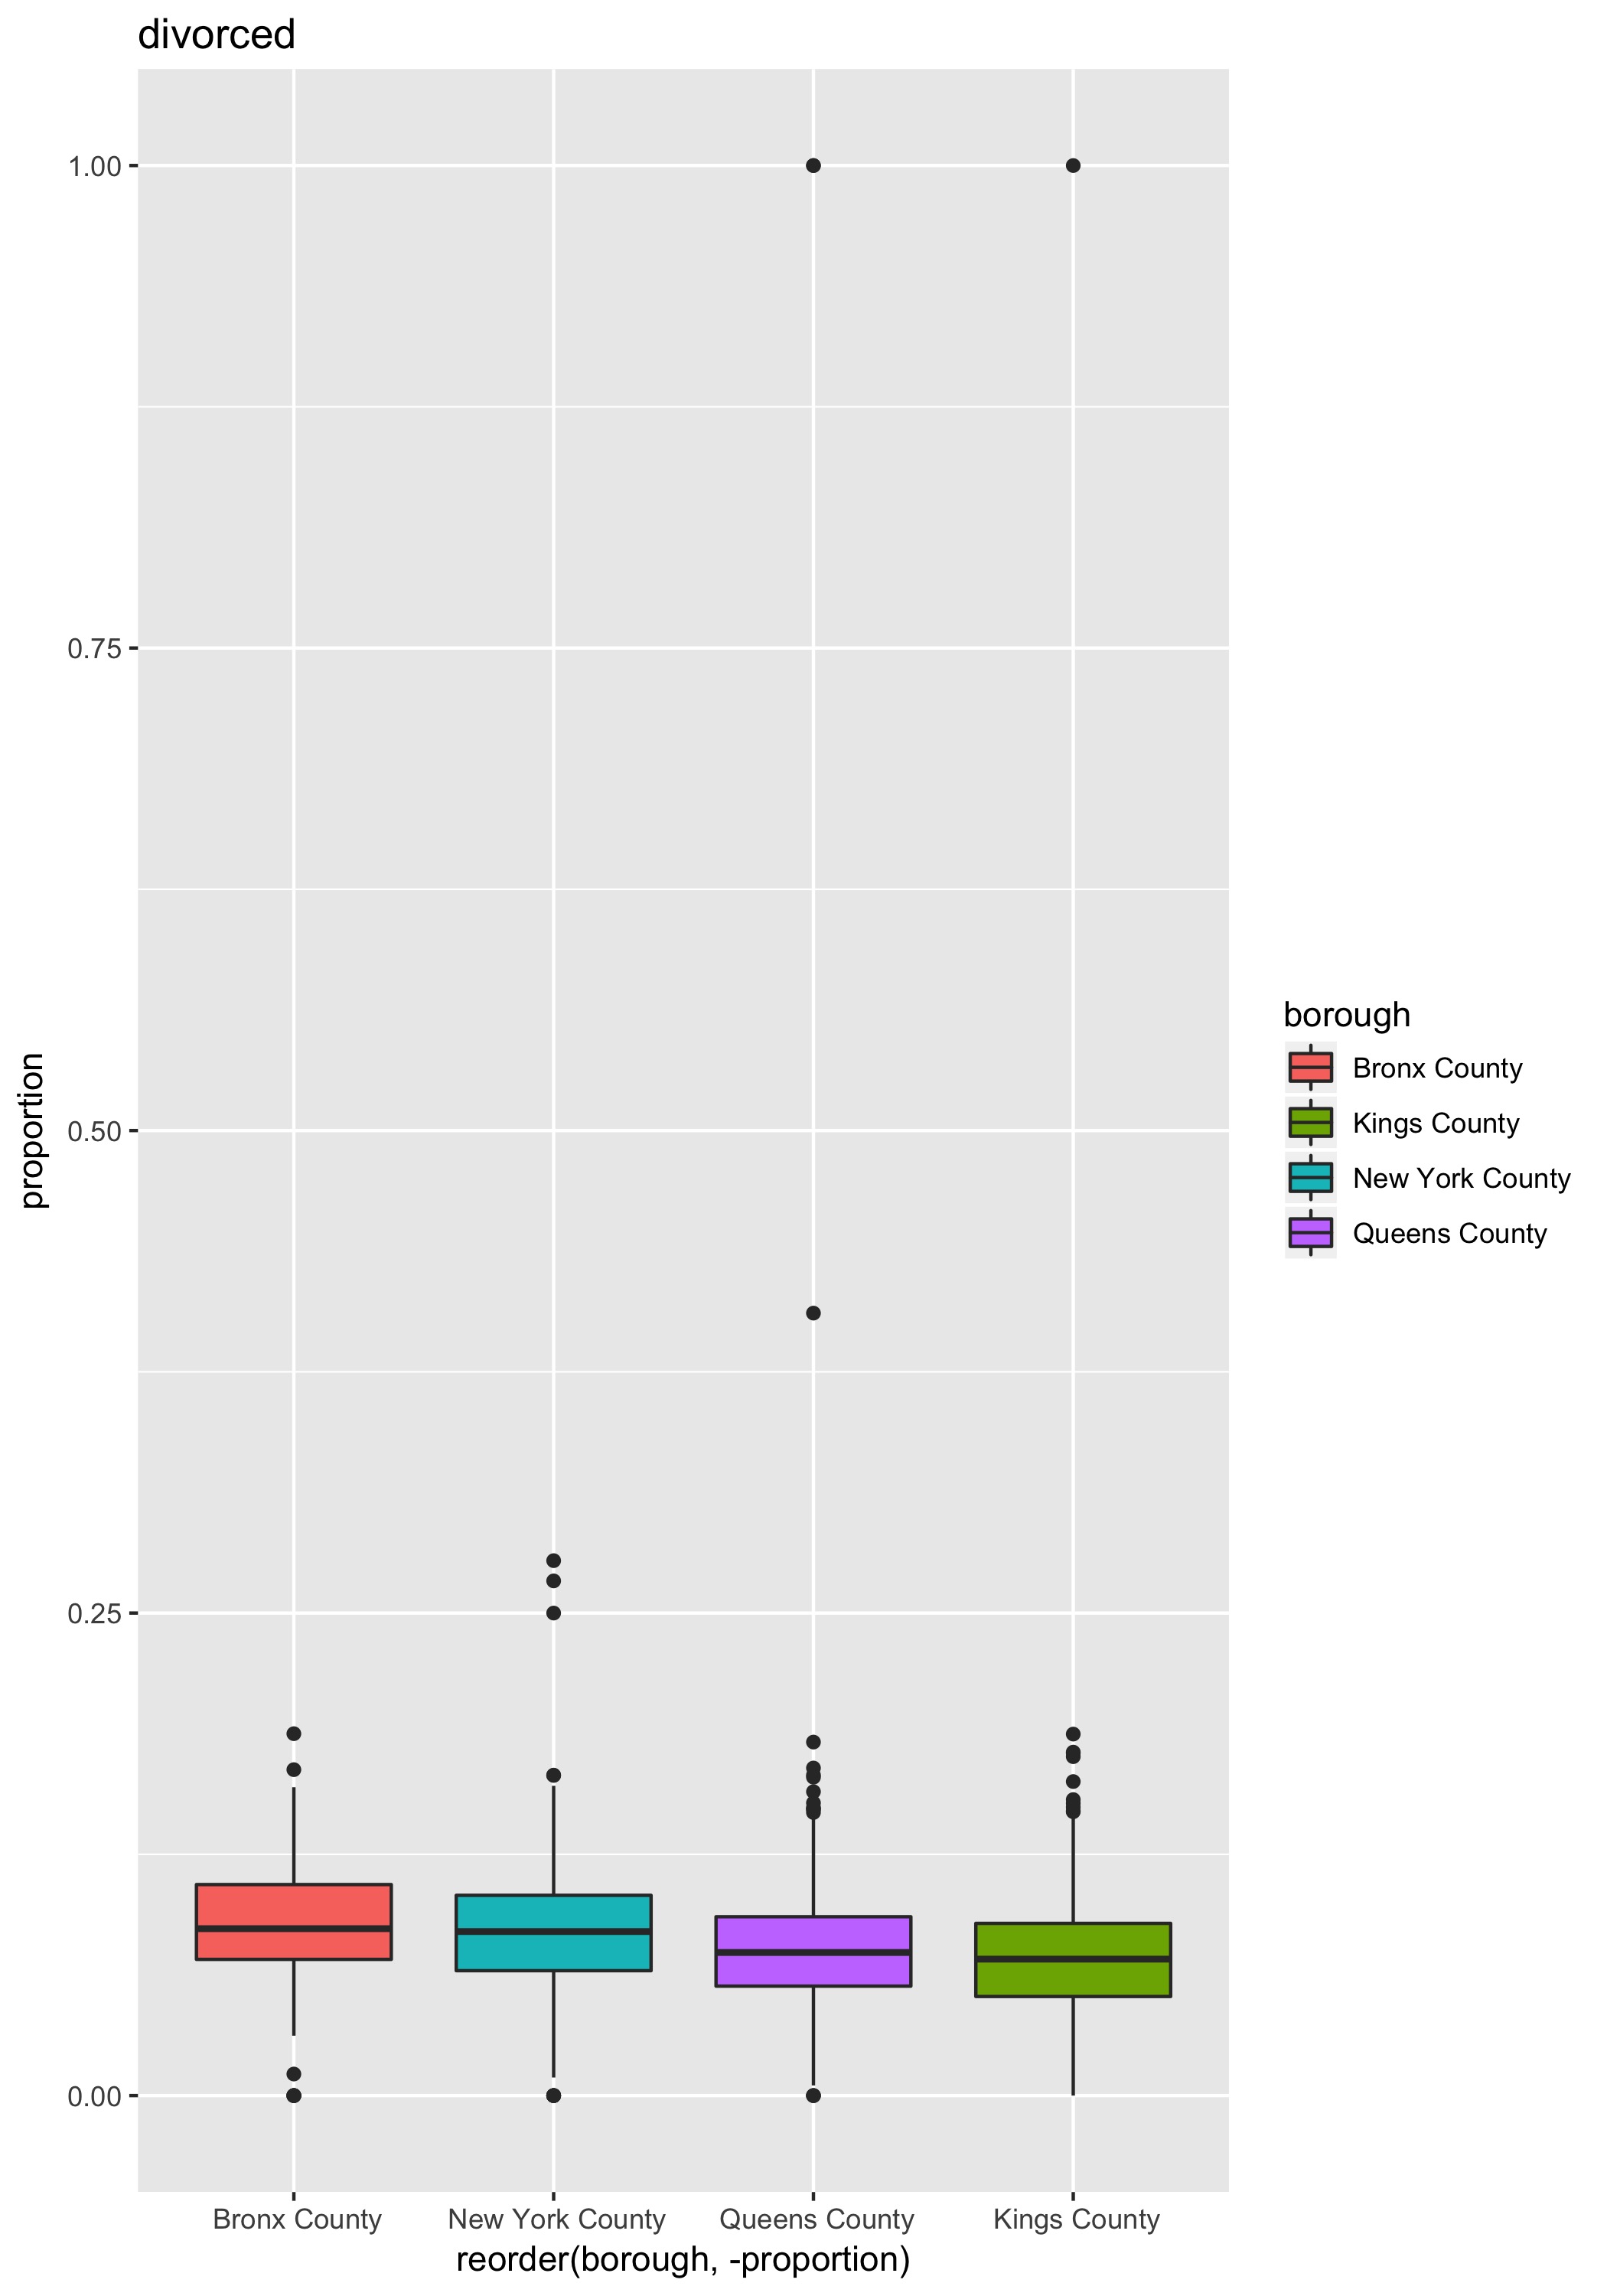 divorced
1.00
0.75
0.50
0.25
0.00
proportion
Bronx County
New York County
Queens County
Kings County
reorder(borough, -proportion)
borough
Bronx County
Kings County
New York County
Queens County